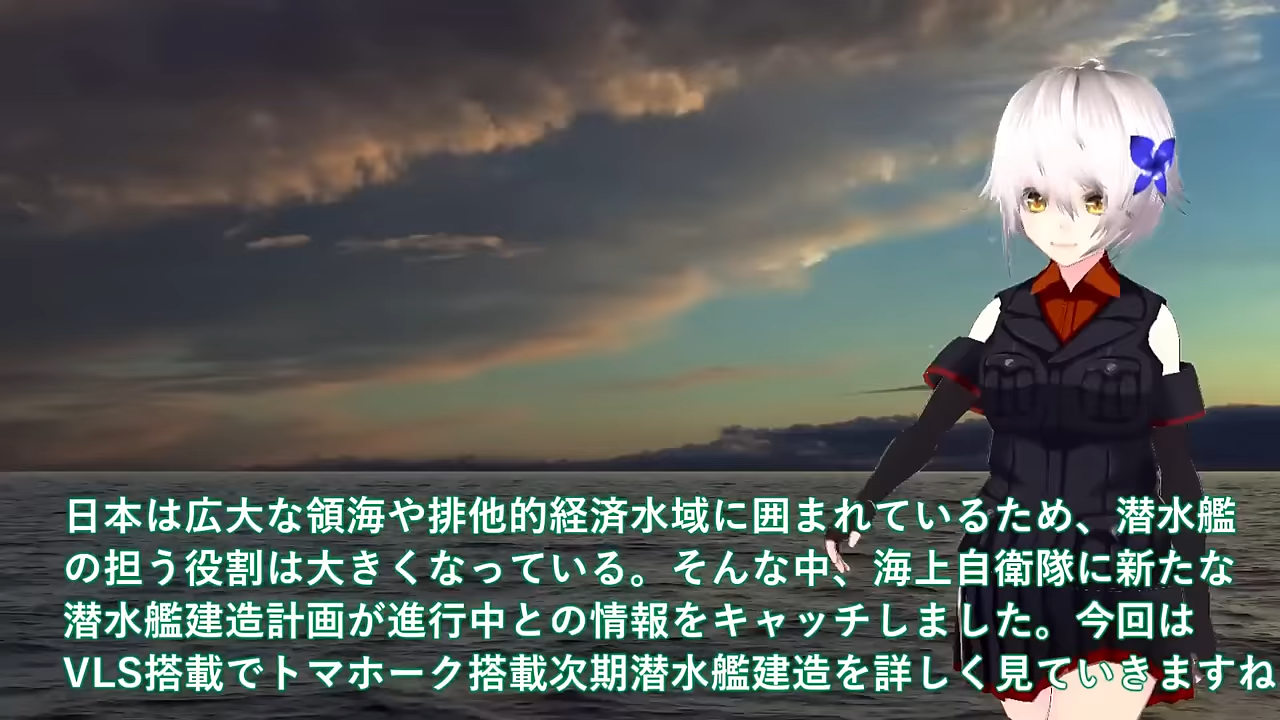 日本は広大な領海や排他的経済水域に囲まれているため、潜水艦
の担う役割は大きくなっている。そんな中、海上自衛隊に新たな
潜水艦建造計画が進行中との情報をキャッチしました。今回は
VLS搭載でトマホーク搭載次期潜水艦建造を詳しく見ていきますね